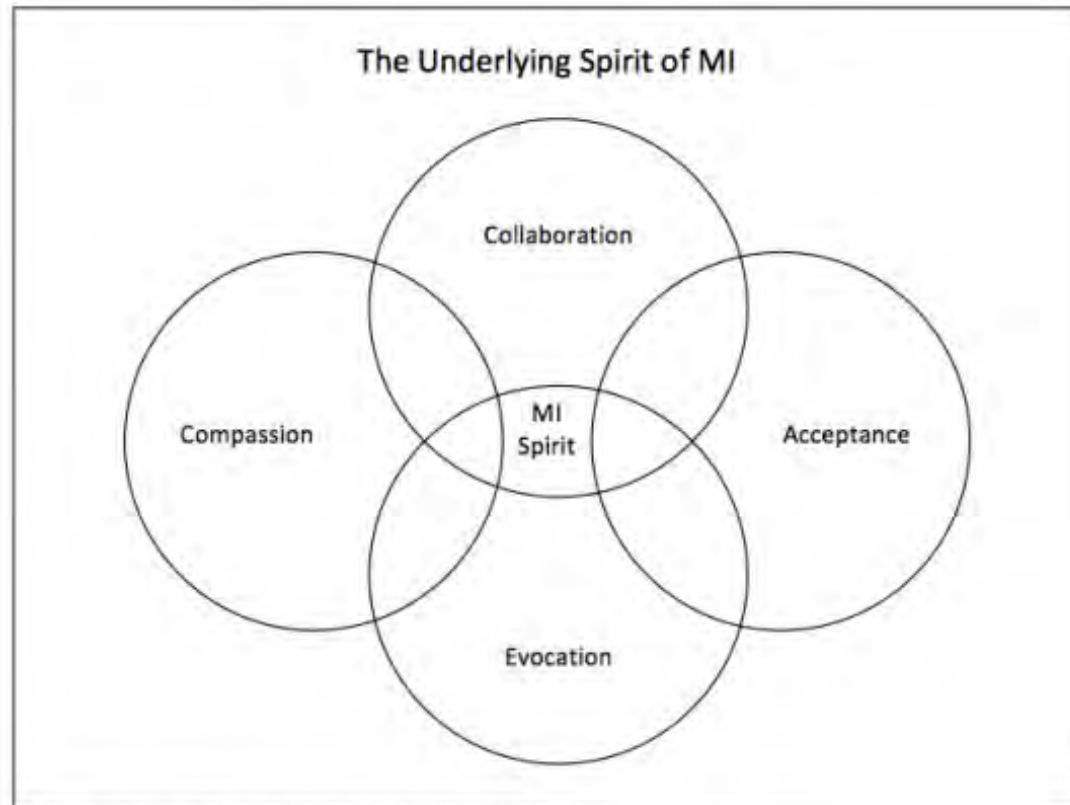 The Underlying Spirit of MI
Collaboration
Compassion
MI
Spirit
Acceptance
Evocation